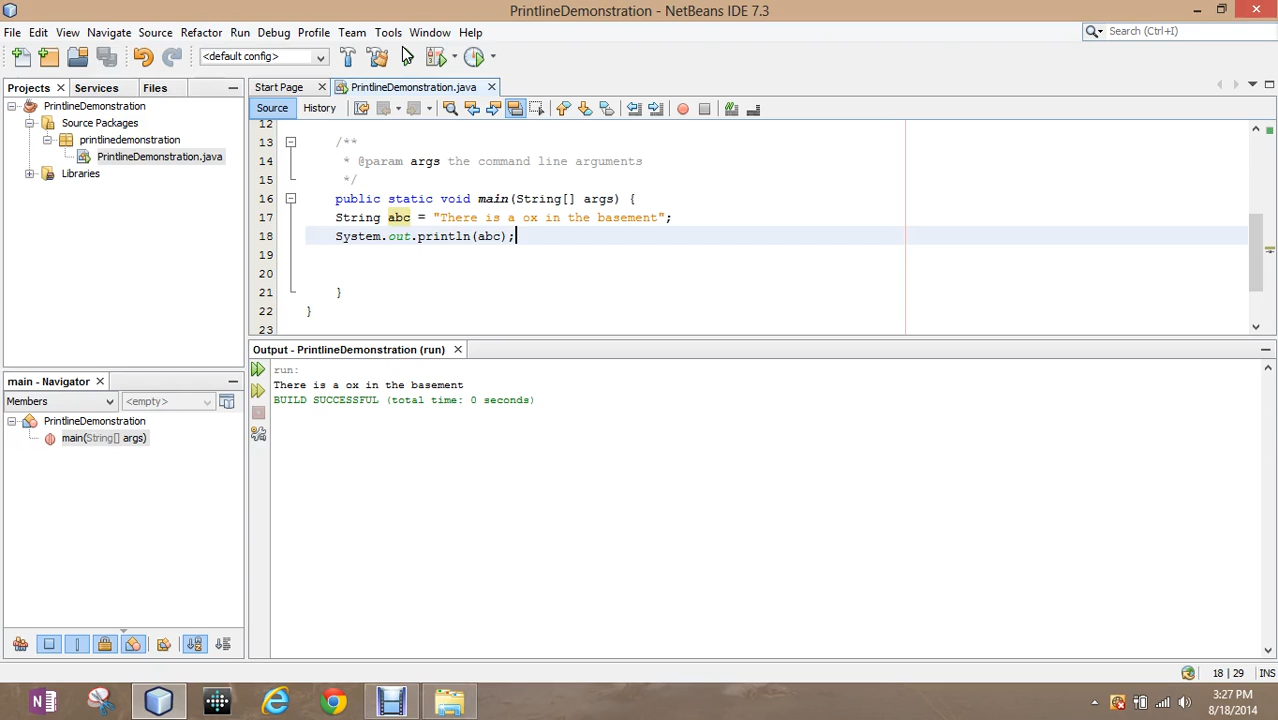 PrintlineDemonstration - NetBeans IDE 7.3
File Edit View Navigate Source Refactor Run Debug Profile Team Tools Window Help
Search (Ctrl+I)
<default config>
Projects Services Files
Start Page PrintlineDemonstration.java
PrintlineDemonstration
Source Packages
printlinedemonstration
PrintlineDemonstration.java
Libraries
Source History
12
13 /**
14 * @param args the command line arguments
15 */
16 public static void main(String[] args) {
17 String abc = "There is a ox in the basement";
18 System.out.println(abc);
19
20
21 }
22 }
23
Output - PrintlineDemonstration (run)
run:
There is a ox in the basement
BUILD SUCCESSFUL (total time: 0 seconds)
main - Navigator
Members <empty>
PrintlineDemonstration
main(String[] args)
18 | 29 INS
3:27 PM
8/18/2014